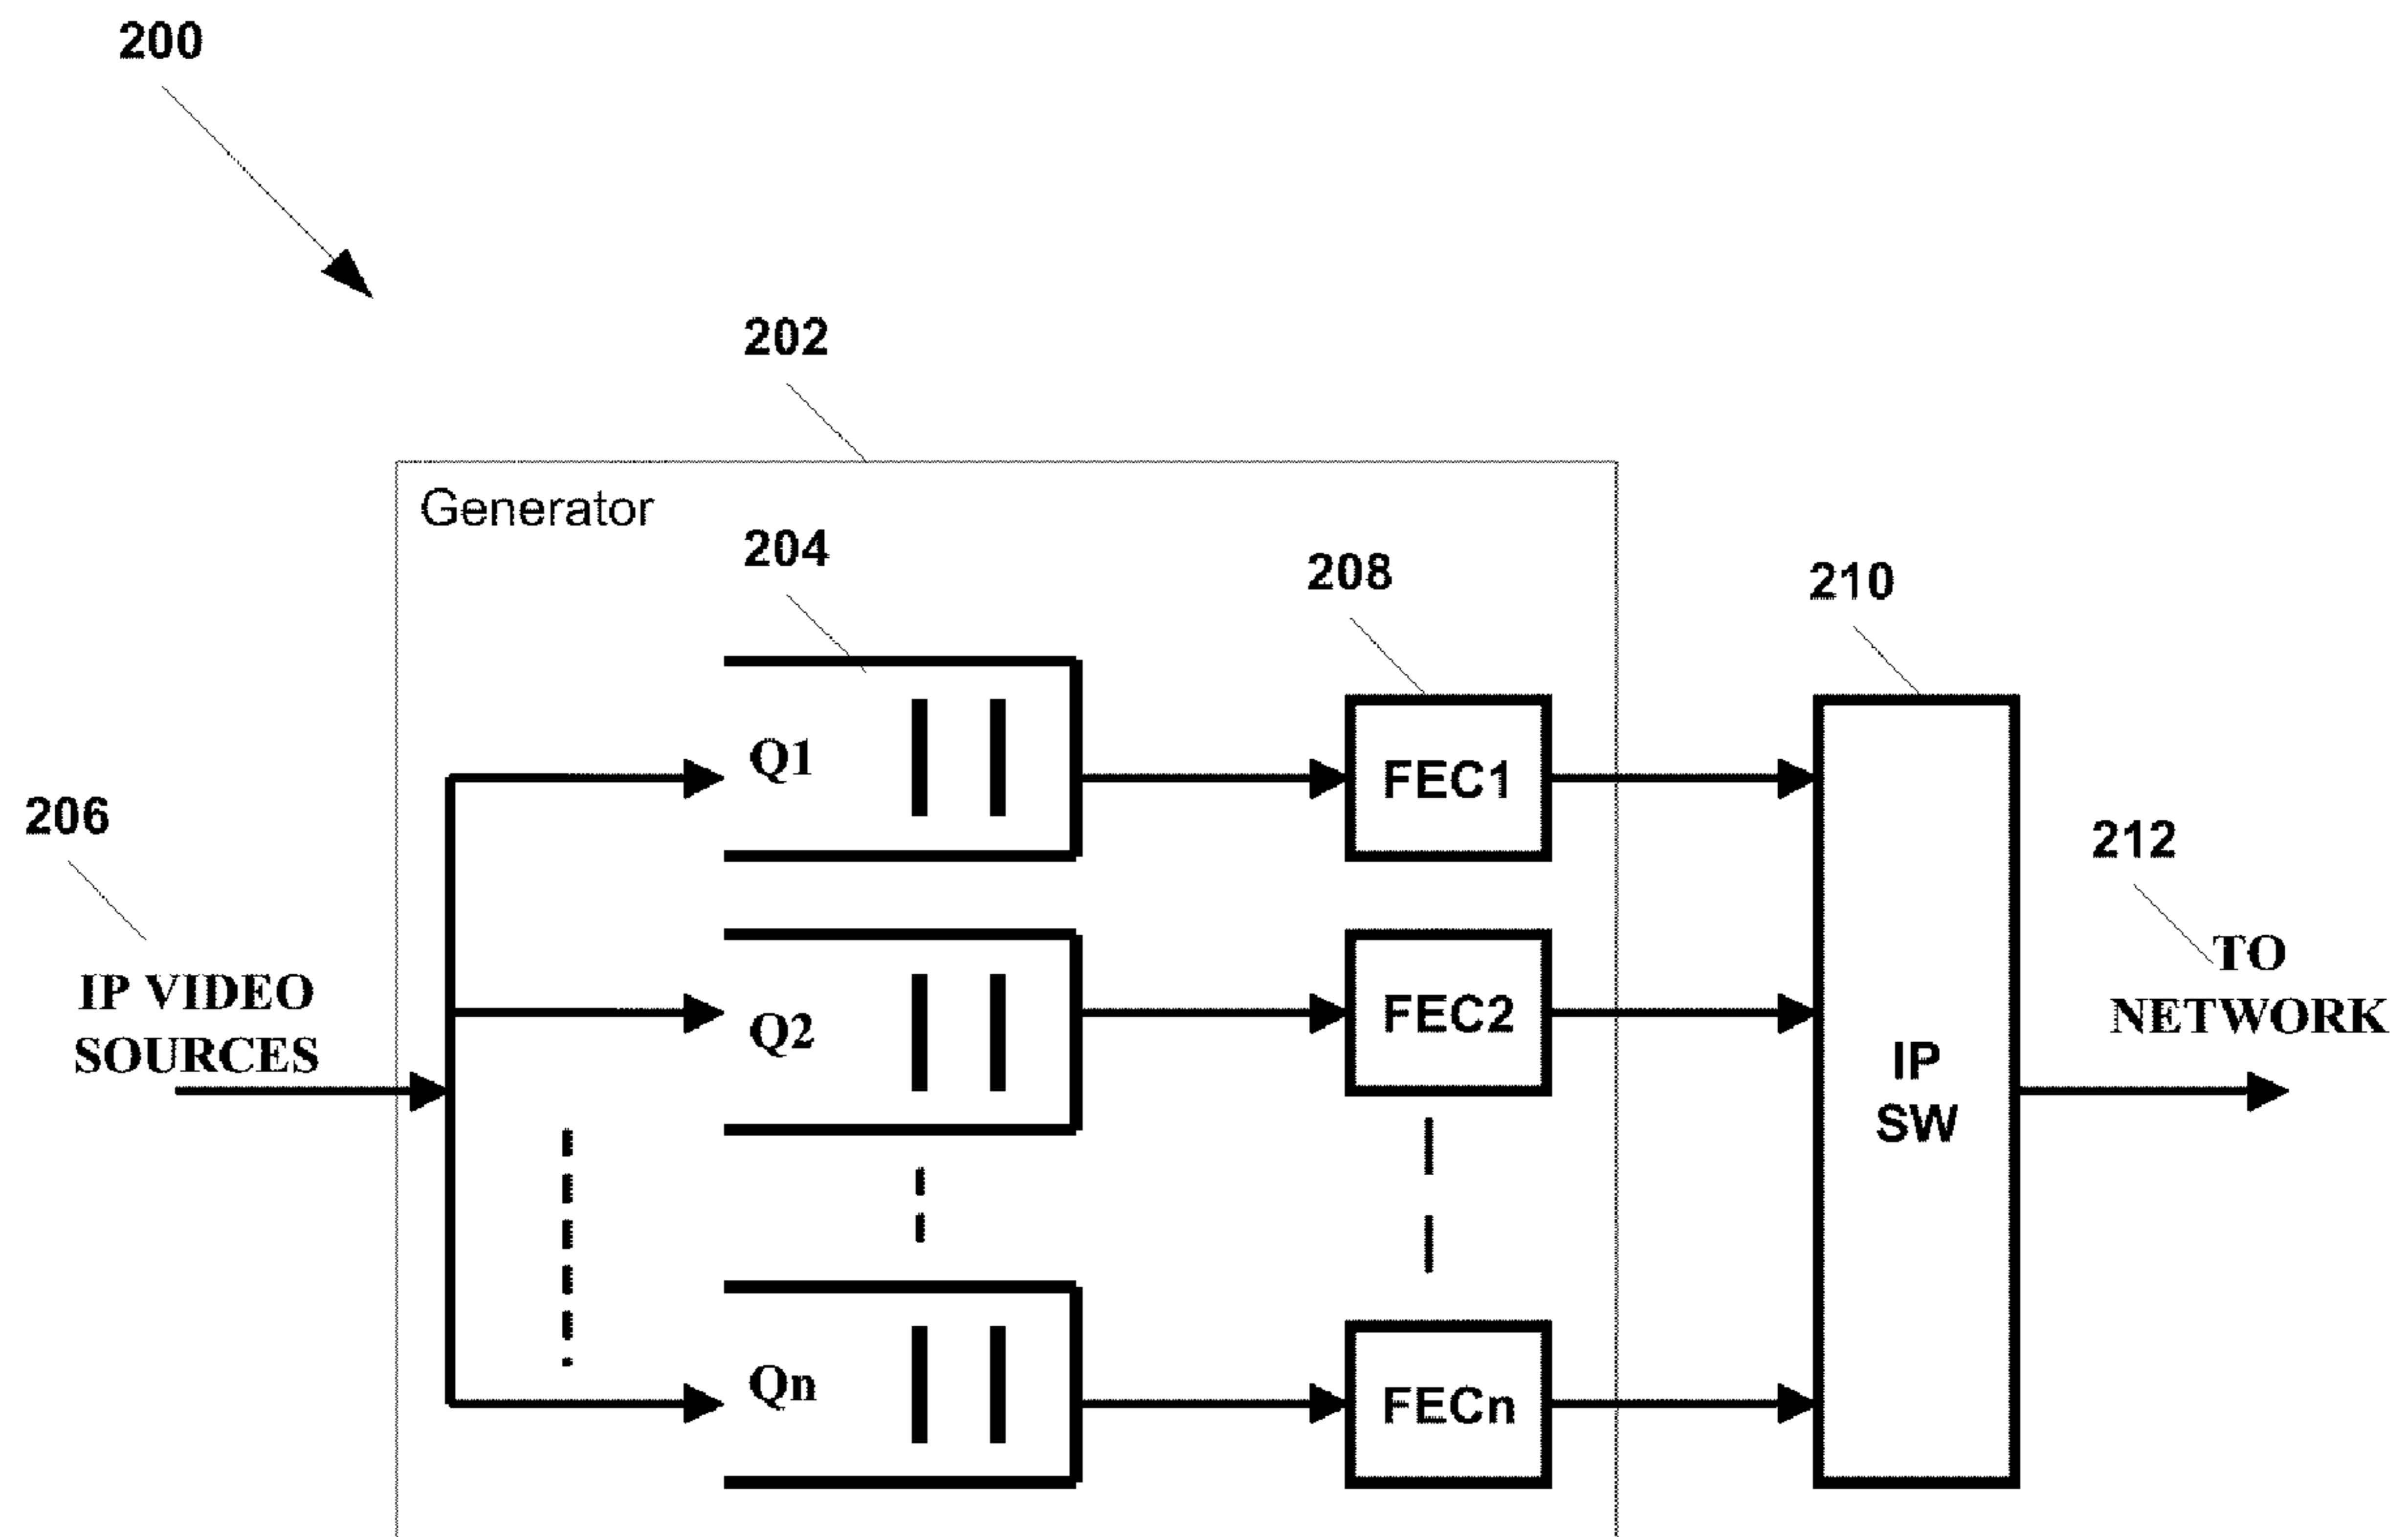 200
202
Generator
204
208
210
Q1
FEC1
206
212
IP VIDEO
SOURCES
TO
NETWORK
Q2
FEC2
IP
SW
Qn
FECn